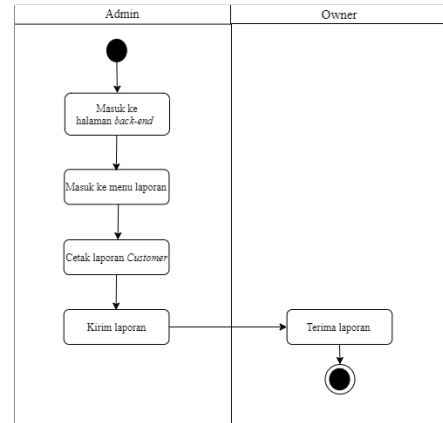 Admin
Owner
Masuk ke
halaman back-end
Masuk ke menu laporan
Cetak laporan Customer
Kirim laporan
Terima laporan